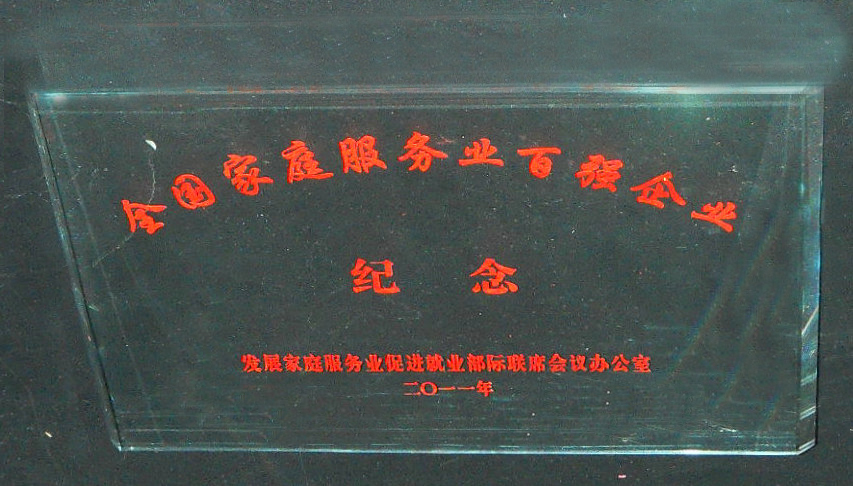 全国家庭服务业百强企业
纪念
发展家庭服务业促进就业部际联席会议办公室
二〇一一年